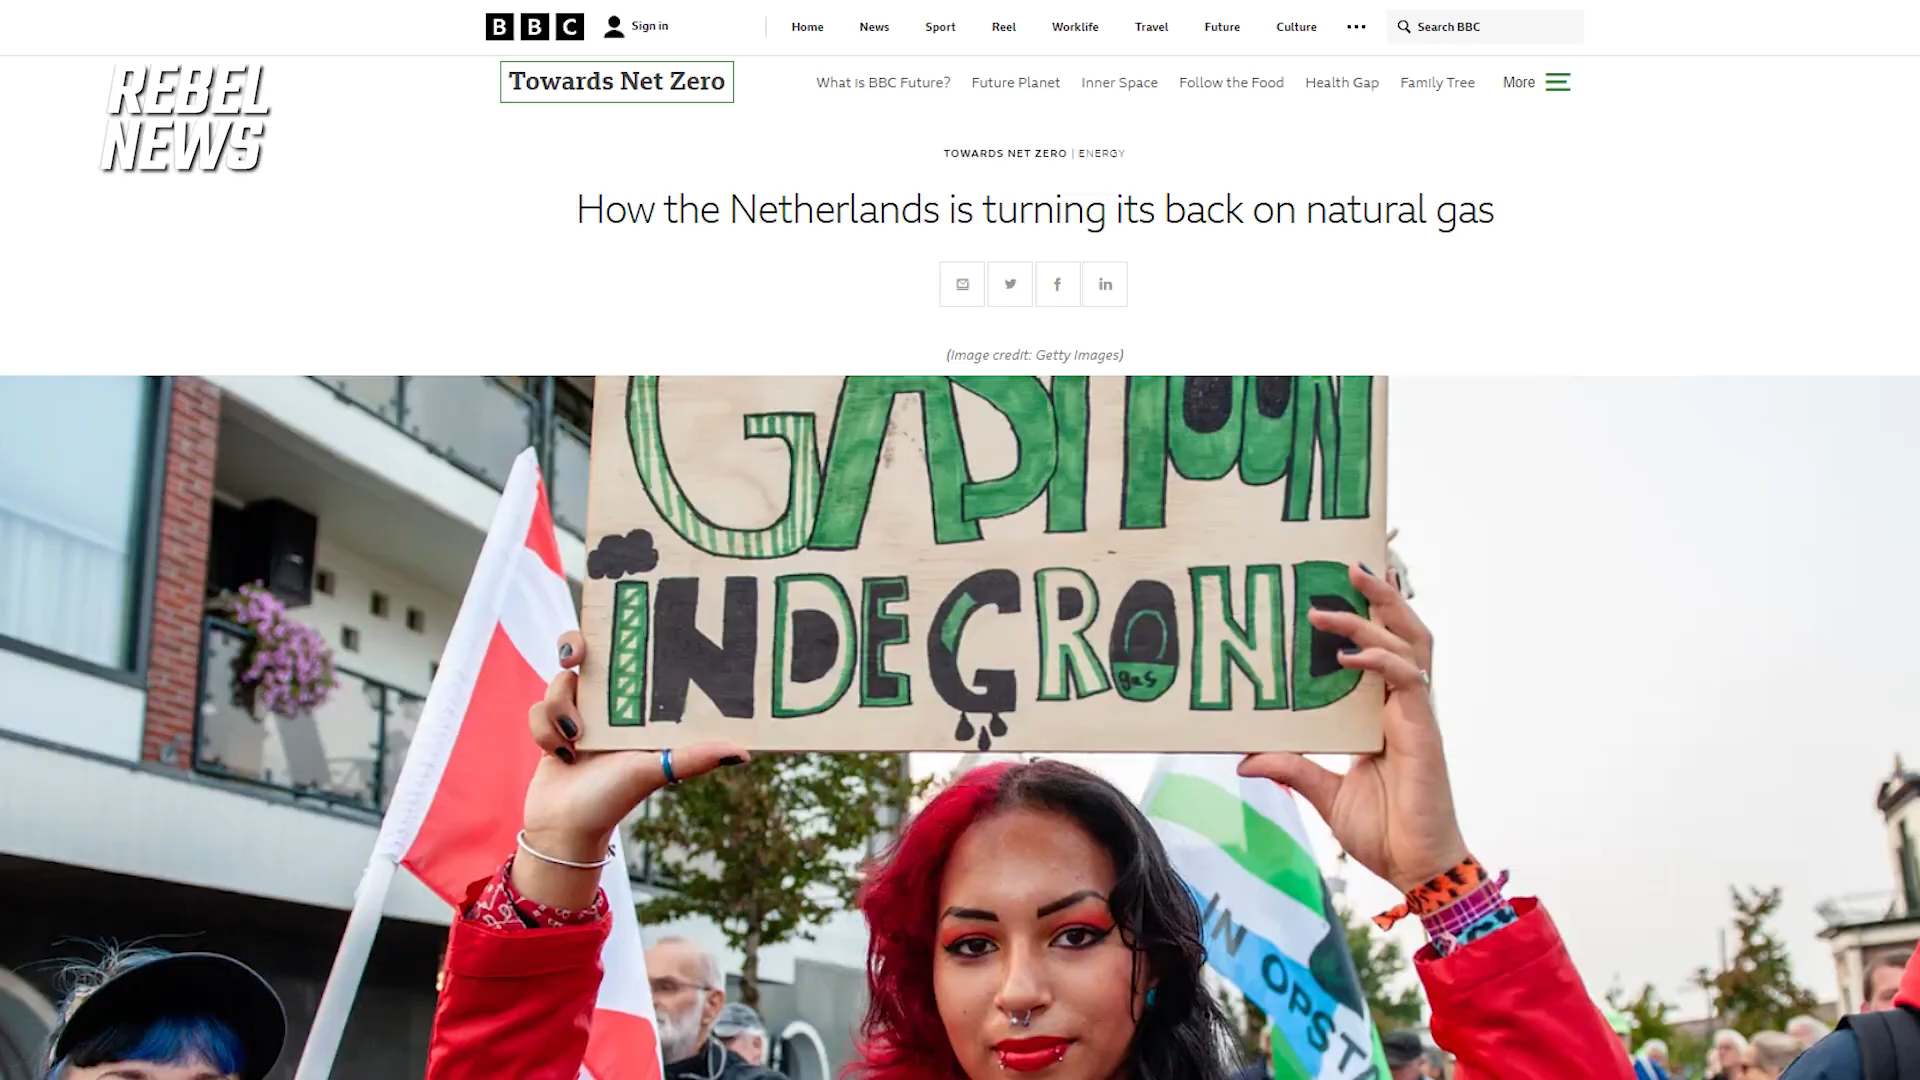 BBC
Sign in
Home
News
Sport
Reel
Worklife
Travel
Future
Culture
Search BBC
REBEL
NEWS
Towards Net Zero
What is BBC Future?
Future Planet
Inner Space
Follow the Food
Health Gap
Family Tree
More
TOWARDS NET ZERO | ENERGY
How the Netherlands is turning its back on natural gas
(Image credit: Getty Images)
IN DE GROND
gas
IN OPSTA